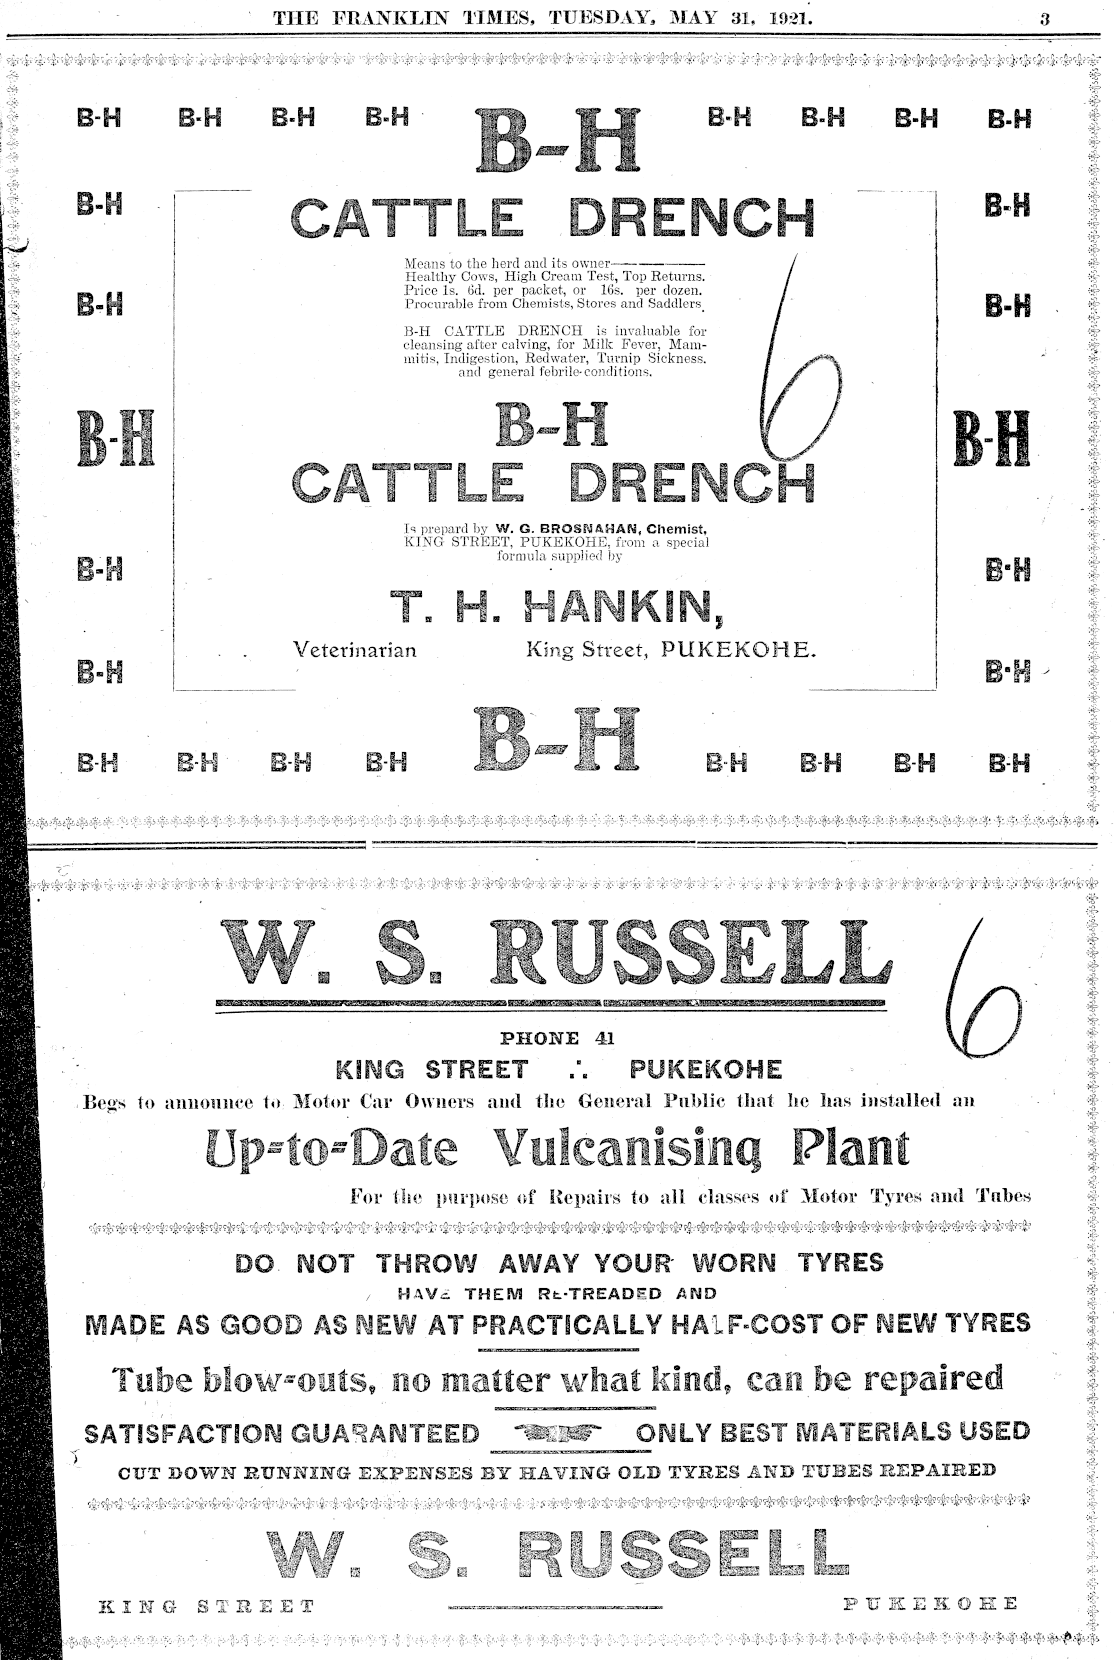 THE FRANKLIN TIMES, TUESDAY, MAY 31, 1921. 3
B-H B-H B-H B-H B-H B-H B-H B-H B-H
B-H B-H
CATTLE DRENCH
Means to the herd and its owner—
Healthy Cows, High Cream Test, Top Returns.
Price 1s. 6d. per packet, or 16s. per dozen.
Procurable from Chemists, Stores and Saddlers.
B-H B-H
B-H CATTLE DRENCH is invaluable for
cleansing after calving, for Milk Fever, Mam-
mitis, Indigestion, Redwater, Turnip Sickness.
and general febrile-conditions.
6
B-H B-H B-H
CATTLE DRENCH
Is prepard by W. G. BROSNAHAN, Chemist,
KING STREET, PUKEKOHE, from a special
formula supplied by
B-H B-H
T. H. HANKIN,
Veterinarian King Street, PUKEKOHE.
B-H B-H
B-H B-H B-H B-H B-H B-H B-H B-H B-H
W. S. RUSSELL
6
PHONE 41
KING STREET ∴ PUKEKOHE
Begs to announce to Motor Car Owners and the General Public that he has installed an
Up-to-Date Vulcanising Plant
For the purpose of Repairs to all classes of Motor Tyres and Tubes
DO NOT THROW AWAY YOUR WORN TYRES
HAVE THEM RE-TREADED AND
MADE AS GOOD AS NEW AT PRACTICALLY HALF-COST OF NEW TYRES
Tube blow-outs, no matter what kind, can be repaired
SATISFACTION GUARANTEED ONLY BEST MATERIALS USED
CUT DOWN RUNNING EXPENSES BY HAVING OLD TYRES AND TUBES REPAIRED
W. S. RUSSELL
KING STREET PUKEKOHE